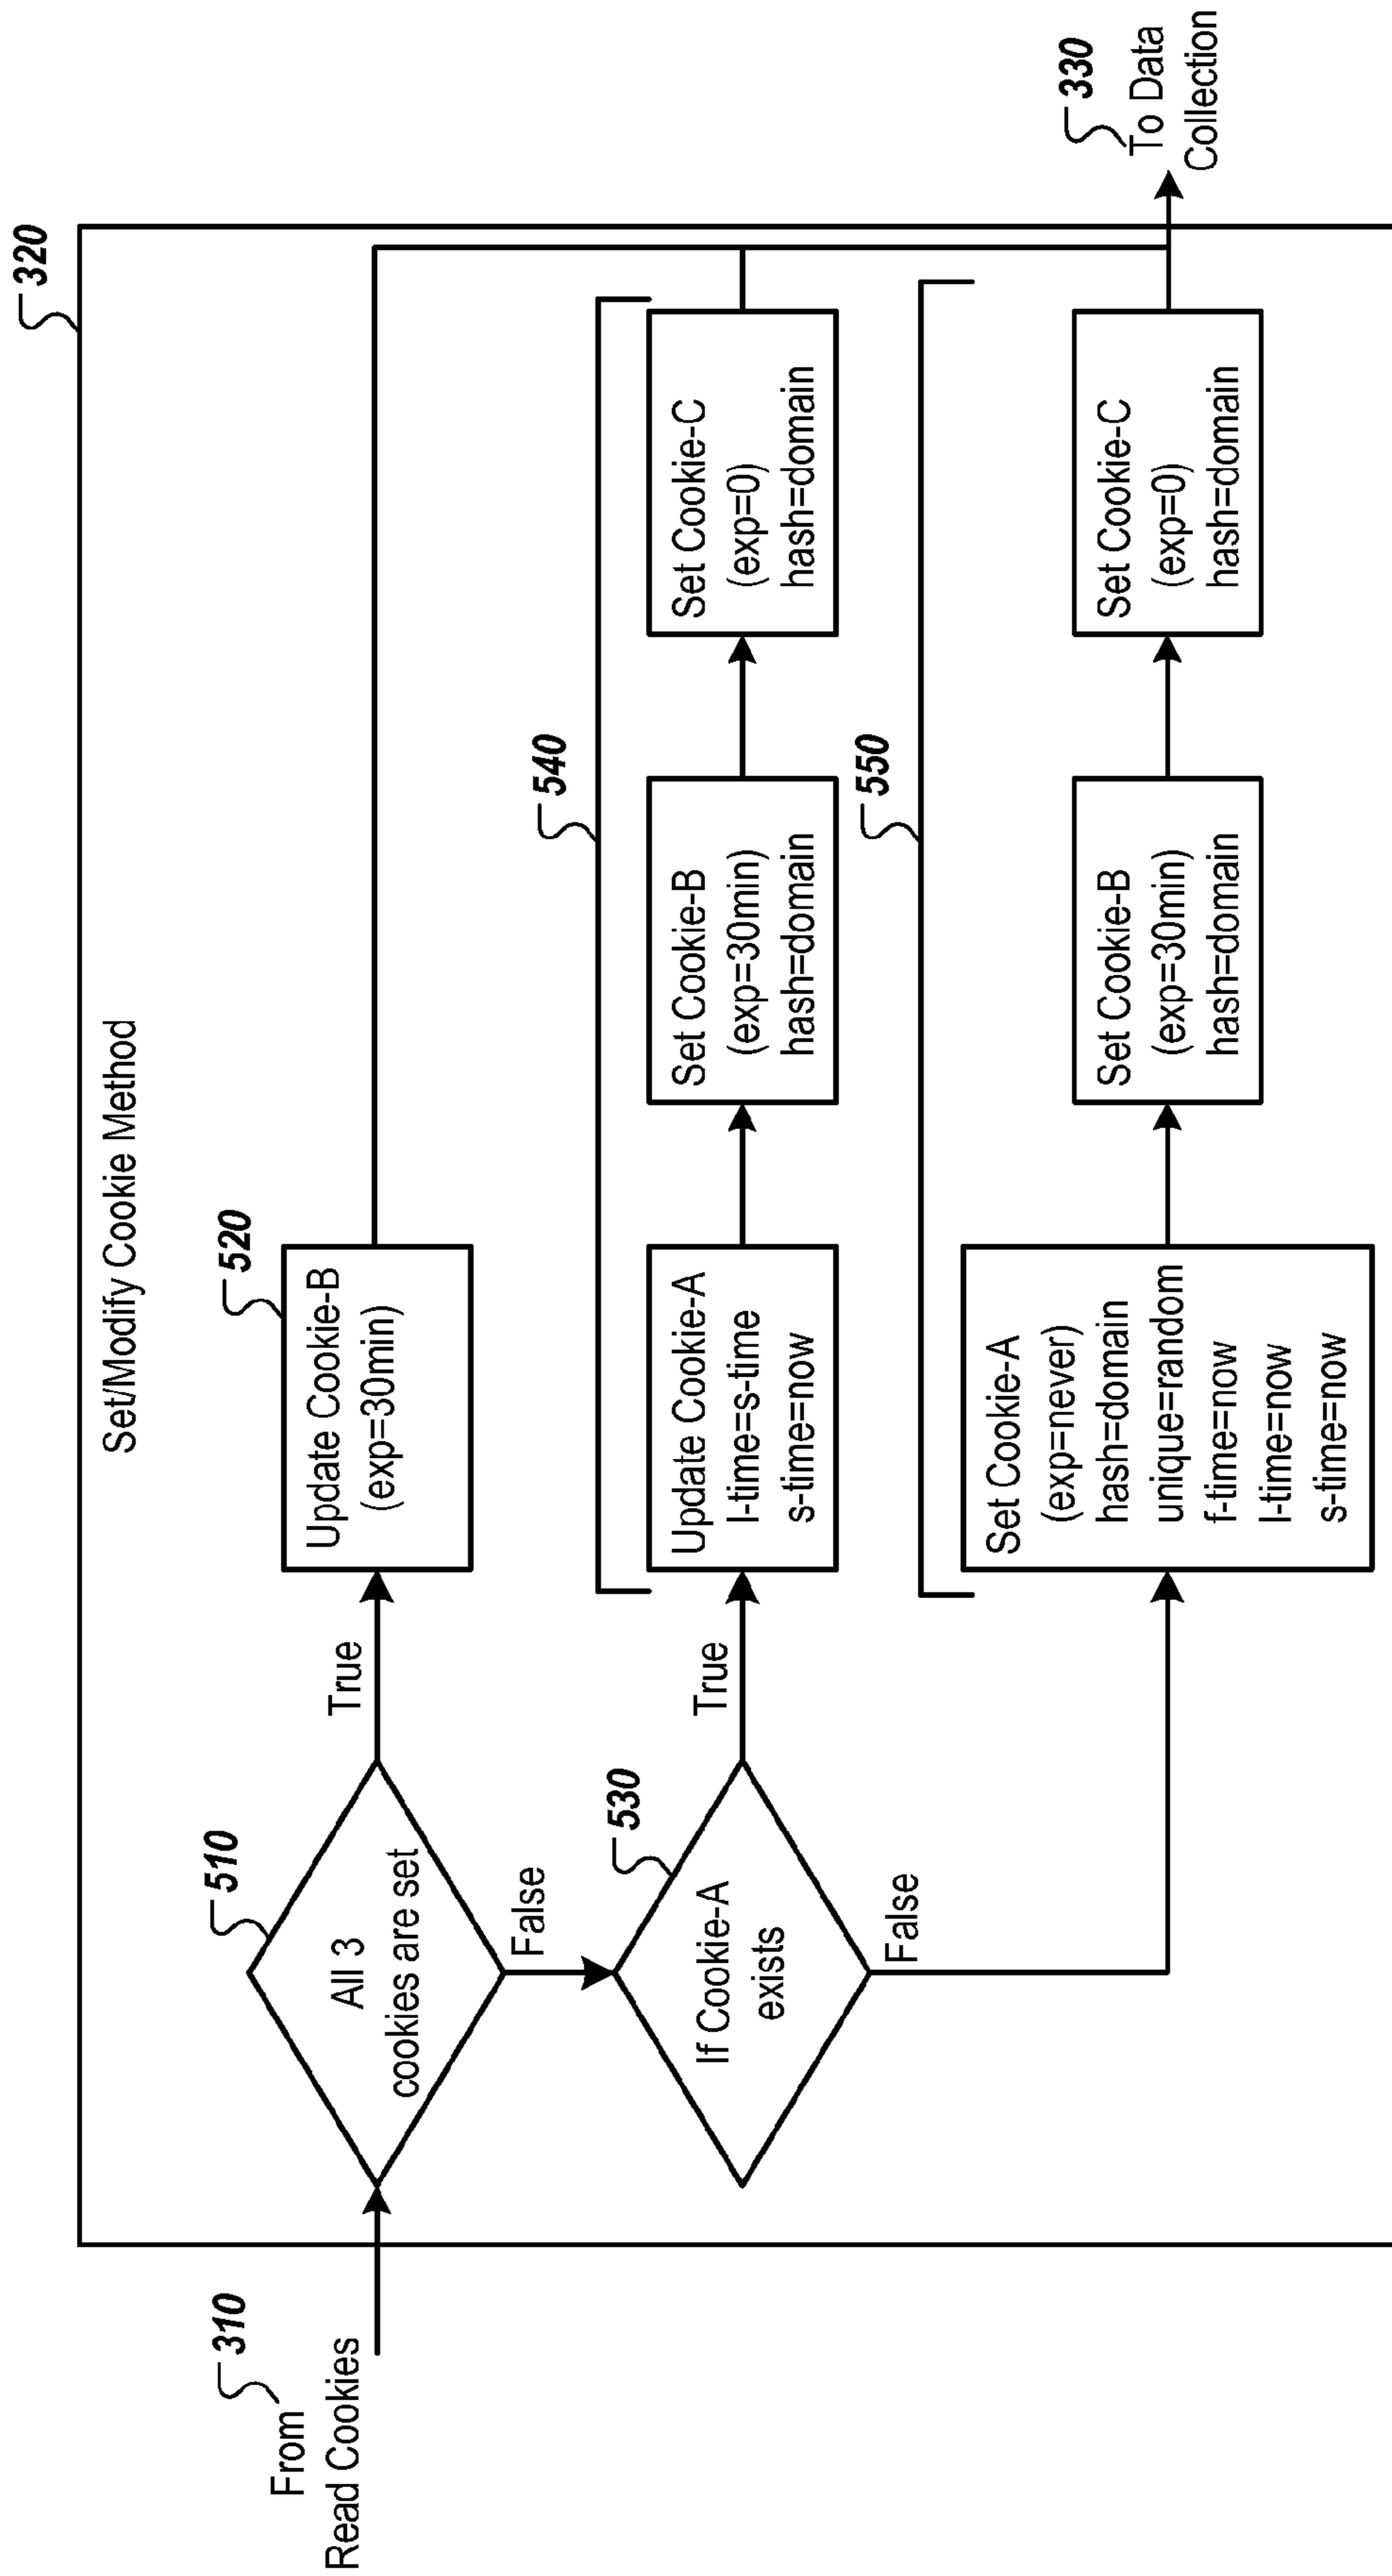 320
Set/Modify Cookie Method
310
From
Read Cookies
510
All 3
cookies are set
True
False
520
Update Cookie-B
(exp=30min)
530
If Cookie-A
exists
True
False
540
Update Cookie-A
l-time=s-time
s-time=now
Set Cookie-B
(exp=30min)
hash=domain
Set Cookie-C
(exp=0)
hash=domain
550
Set Cookie-A
(exp=never)
hash=domain
unique=random
f-time=now
l-time=now
s-time=now
Set Cookie-B
(exp=30min)
hash=domain
Set Cookie-C
(exp=0)
hash=domain
330
To Data
Collection